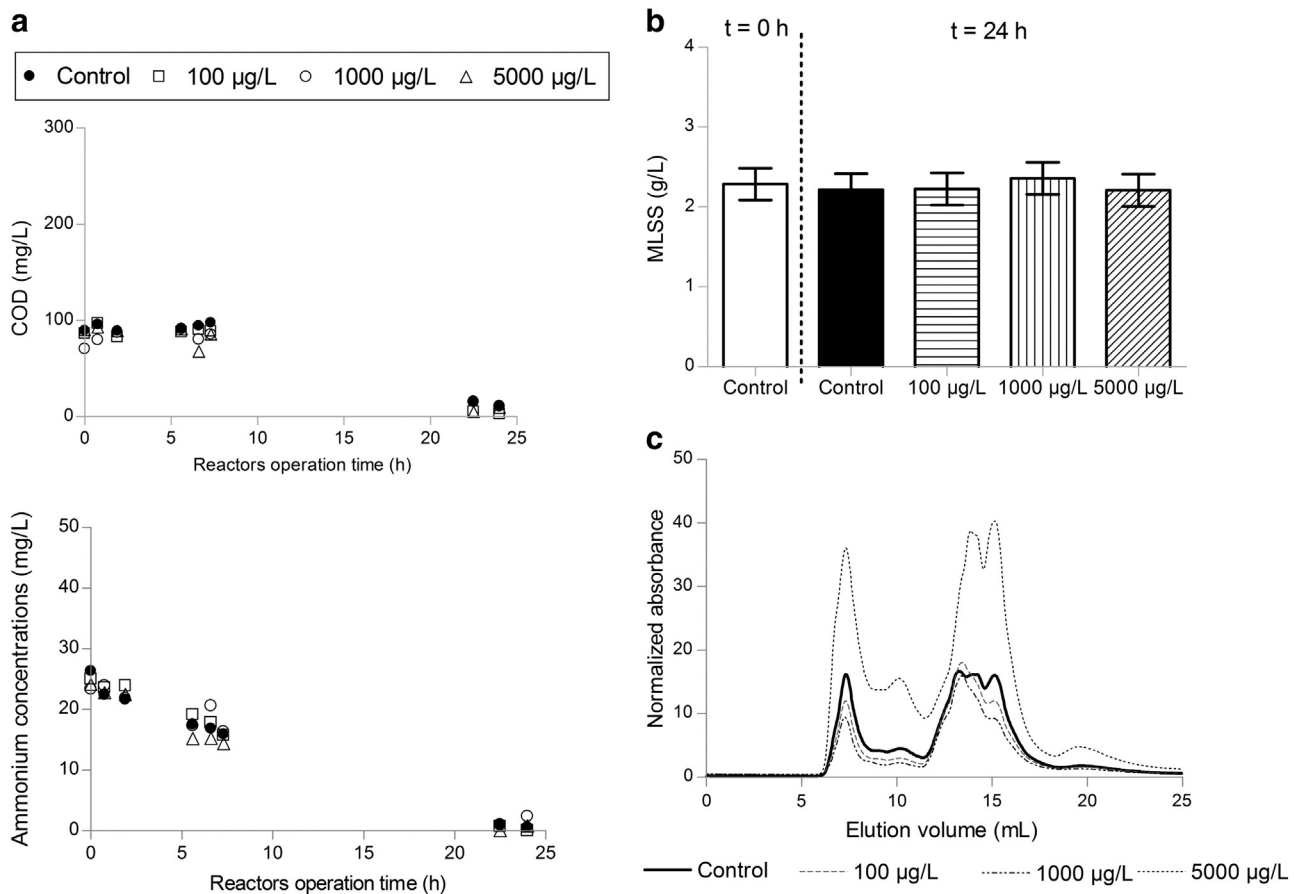 a
Control 100 µg/L 1000 µg/L 5000 µg/L
300
200
100
0
COD (mg/L)
0 5 10 15 20 25
Reactors operation time (h)
50
40
30
20
10
0
Ammonium concentrations (mg/L)
0 5 10 15 20 25
Reactors operation time (h)
b
t = 0 h t = 24 h
4
3
2
1
0
MLSS (g/L)
Control Control 100 µg/L 1000 µg/L 5000 µg/L
c
50
40
30
20
10
0
Normalized absorbance
0 5 10 15 20 25
Elution volume (mL)
Control 100 µg/L 1000 µg/L 5000 µg/L